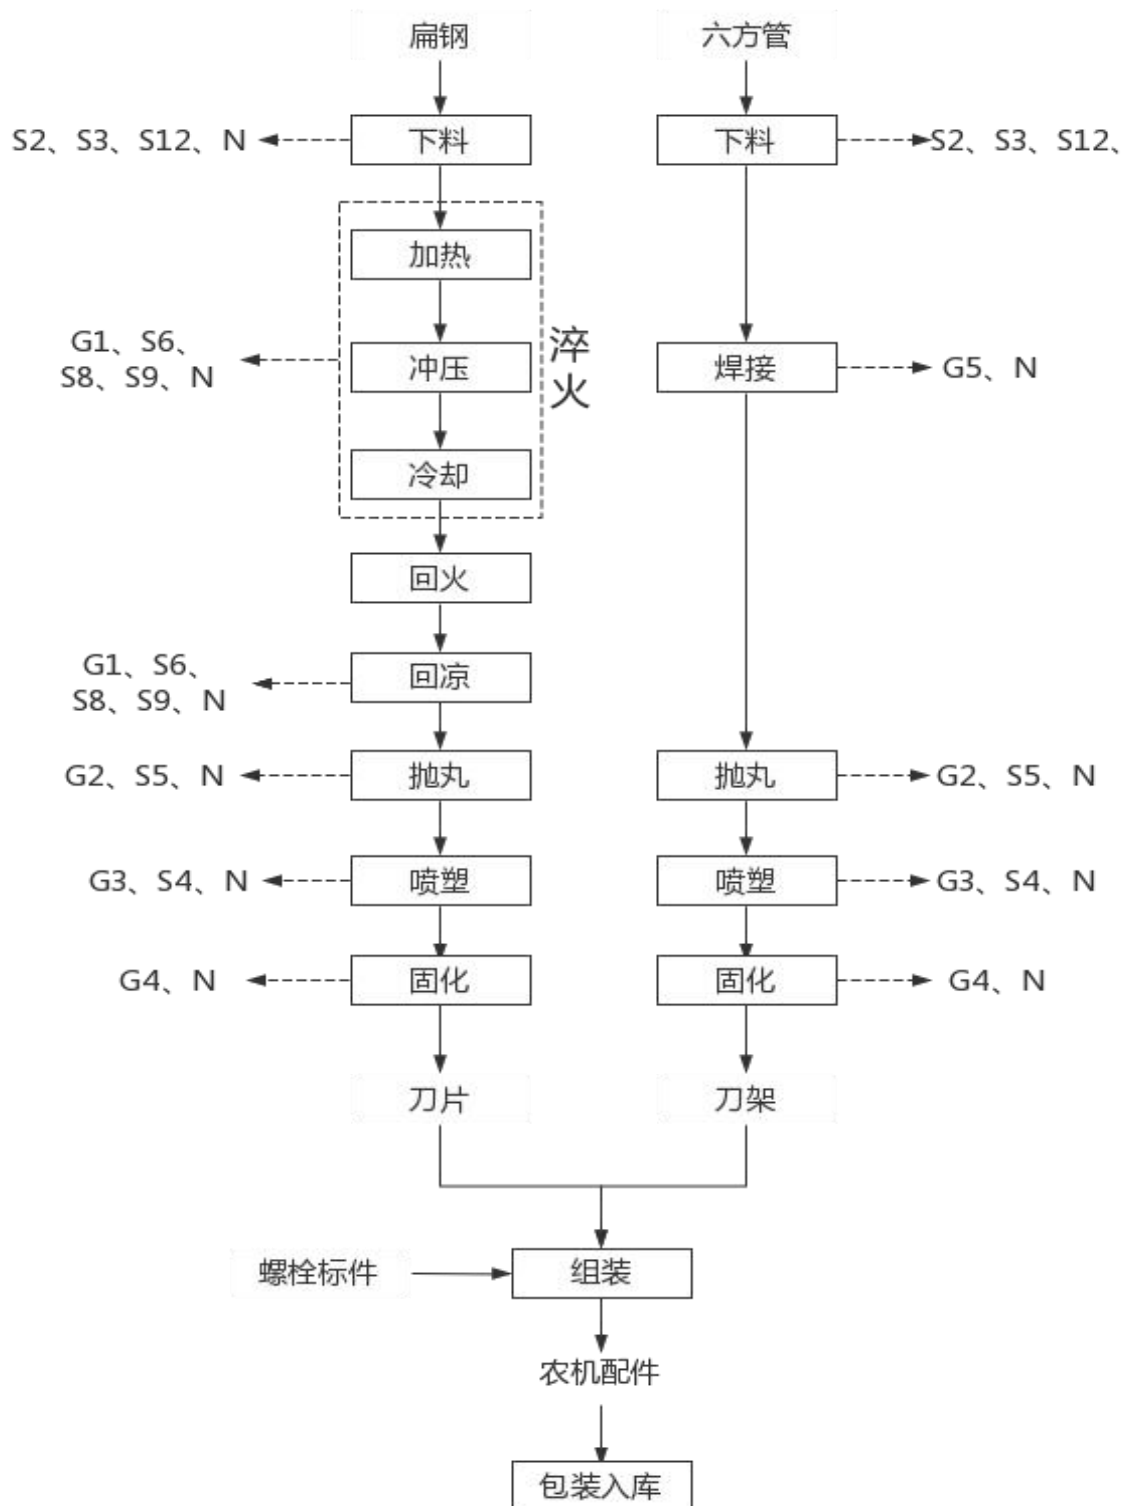 扁钢
六方管
S2、S3、S12、N
下料
下料
S2、S3、S12、
加热
G1、S6、
S8、S9、N
冲压
淬火
焊接
G5、N
冷却
回火
G1、S6、
S8、S9、N
回凉
G2、S5、N
抛丸
抛丸
G2、S5、N
G3、S4、N
喷塑
喷塑
G3、S4、N
G4、N
固化
固化
G4、N
刀片
刀架
螺栓标件
组装
农机配件
包装入库